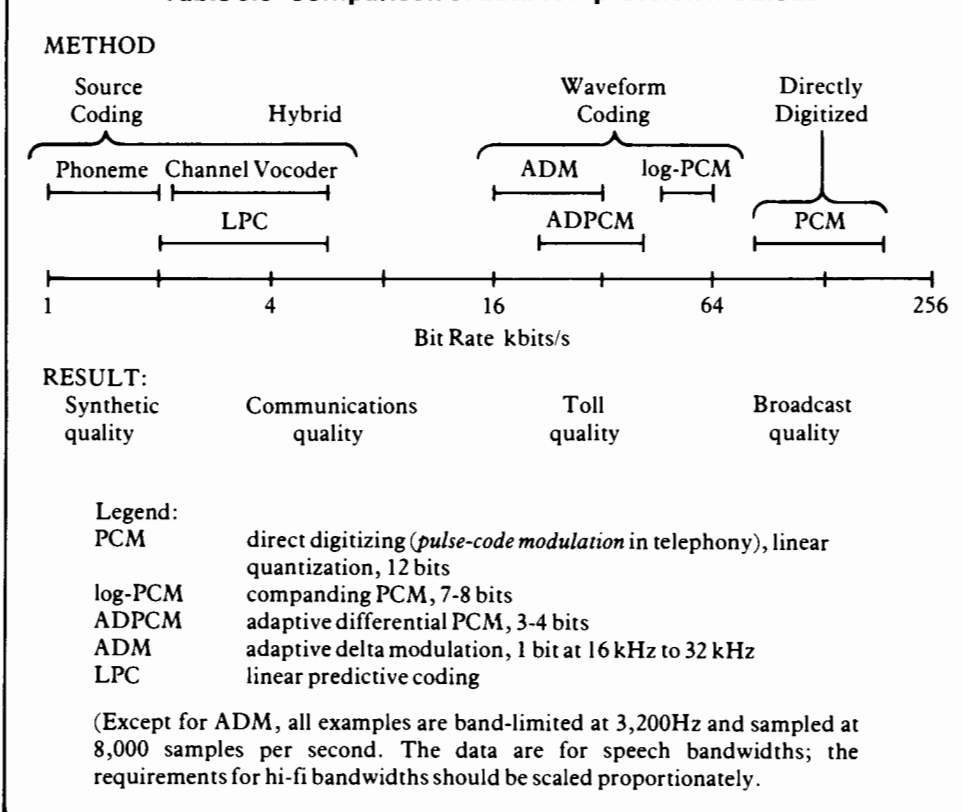 METHOD
Source Coding
Hybrid
Waveform Coding
Directly Digitized
Phoneme
Channel Vocoder
ADM
log-PCM
LPC
ADPCM
PCM
1 4 16 64 256
Bit Rate kbits/s
RESULT:
Synthetic quality
Communications quality
Toll quality
Broadcast quality
Legend:
PCM direct digitizing (pulse-code modulation in telephony), linear
quantization, 12 bits
log-PCM companding PCM, 7-8 bits
ADPCM adaptive differential PCM, 3-4 bits
ADM adaptive delta modulation, 1 bit at 16 kHz to 32 kHz
LPC linear predictive coding
(Except for ADM, all examples are band-limited at 3,200Hz and sampled at
8,000 samples per second. The data are for speech bandwidths; the
requirements for hi-fi bandwidths should be scaled proportionately.